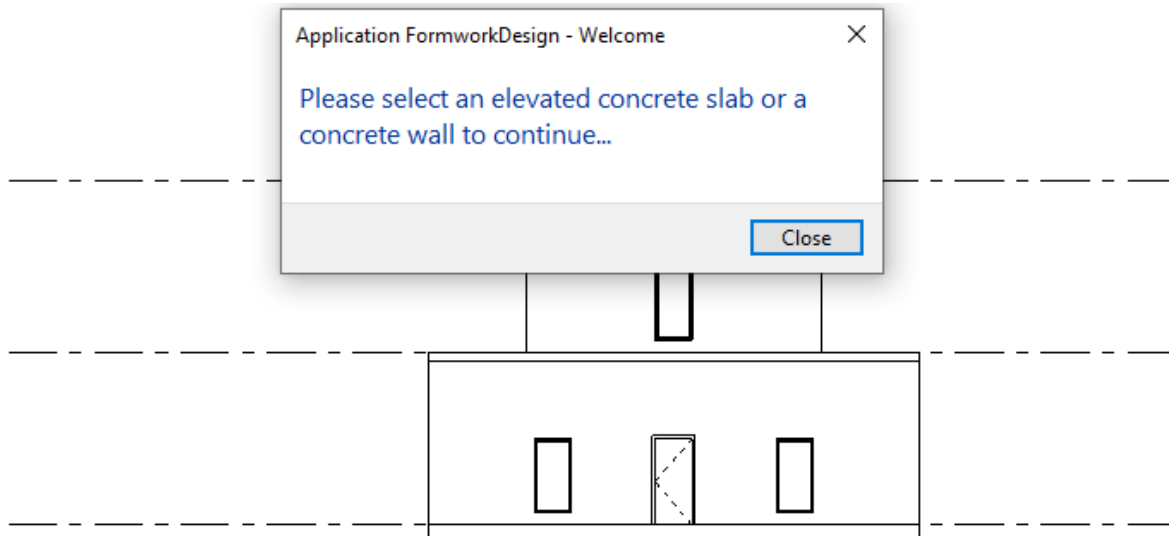 Application FormworkDesign - Welcome
Please select an elevated concrete slab or a
concrete wall to continue...
Close